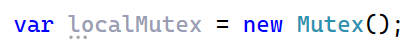 var localMutex = new Mutex();